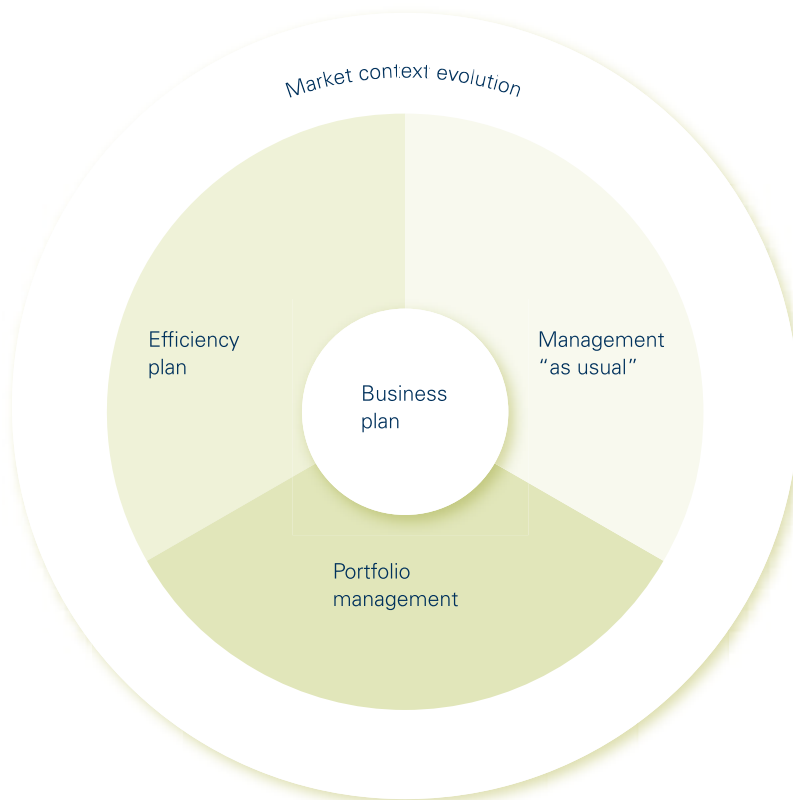 Market context evolution
Efficiency
plan
Management
“as usual”
Business
plan
Portfolio
management